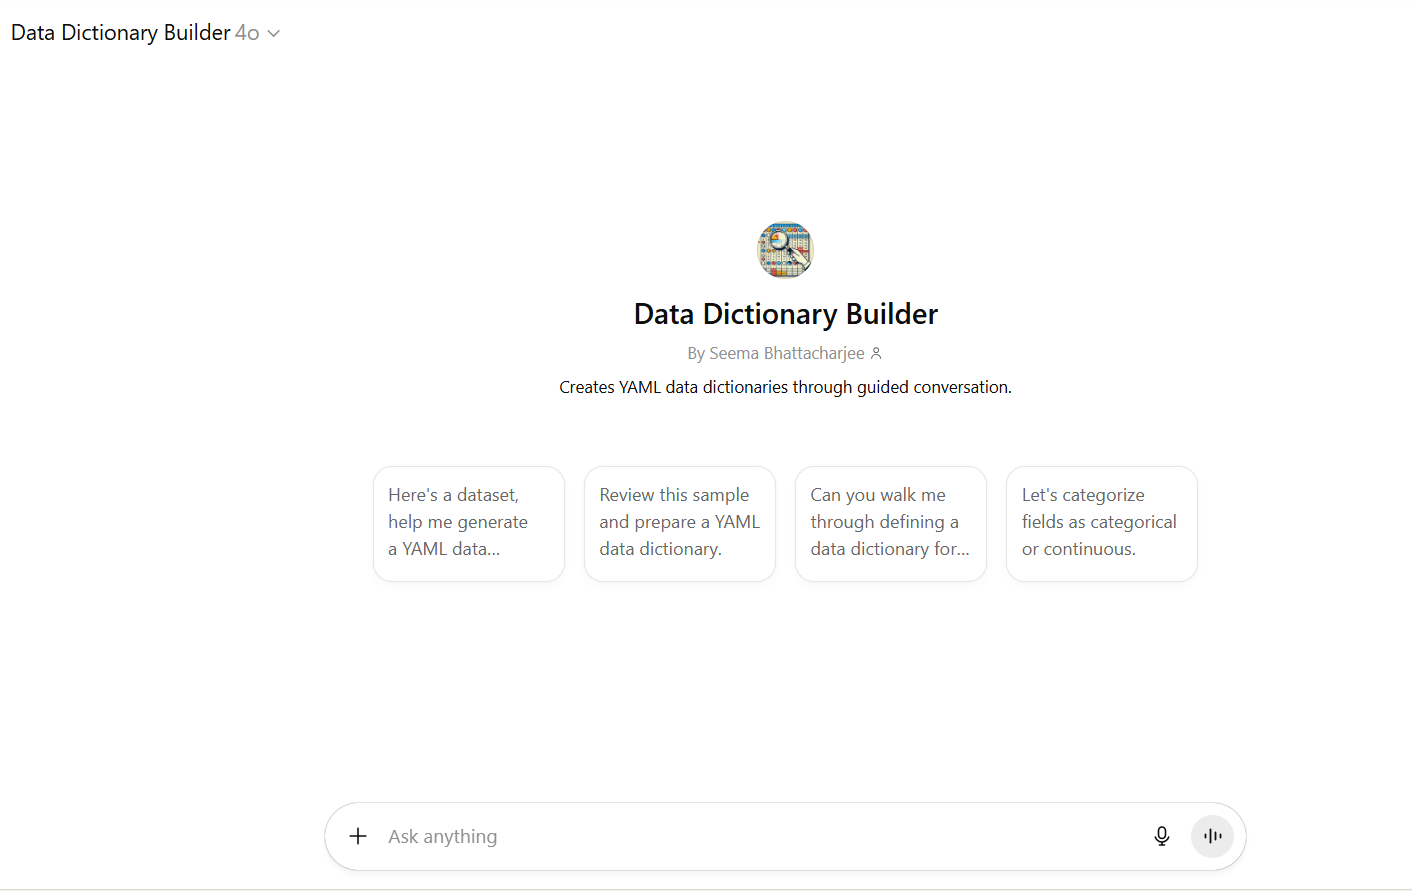 Data Dictionary Builder 4o
Data Dictionary Builder
By Seema Bhattacharjee
Creates YAML data dictionaries through guided conversation.
Here's a dataset,
help me generate
a YAML data...
Review this sample
and prepare a YAML
data dictionary.
Can you walk me
through defining a
data dictionary for...
Let's categorize
fields as categorical
or continuous.
Ask anything